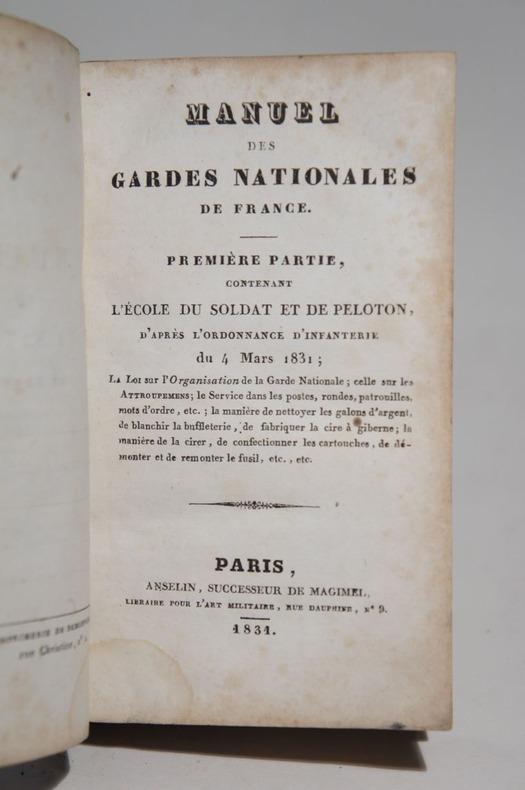 MANUEL
DES
GARDES NATIONALES
DE FRANCE.
PREMIÈRE PARTIE,
CONTENANT
L'ÉCOLE DU SOLDAT ET DE PELOTON,
D'APRÈS L'ORDONNANCE D'INFANTERIE
du 4 Mars 1831 ;
LA LOI sur l'Organisation de la Garde Nationale ; celle sur les
ATTROUPEMENS ; le Service dans les postes, rondes, patrouilles,
mots d'ordre, etc. ; la manière de nettoyer les galons d'argent,
de blanchir la buffleterie, de fabriquer la cire à giberne ; la
manière de la cirer, de confectionner les cartouches, de dé-
monter et de remonter le fusil, etc., etc.
PARIS,
ANSELIN, SUCCESSEUR DE MAGIMEL,
LIBRAIRE POUR L'ART MILITAIRE, RUE DAUPHINE, N° 9.
1831.
IMPRIMERIE DE
rue Christine, n°